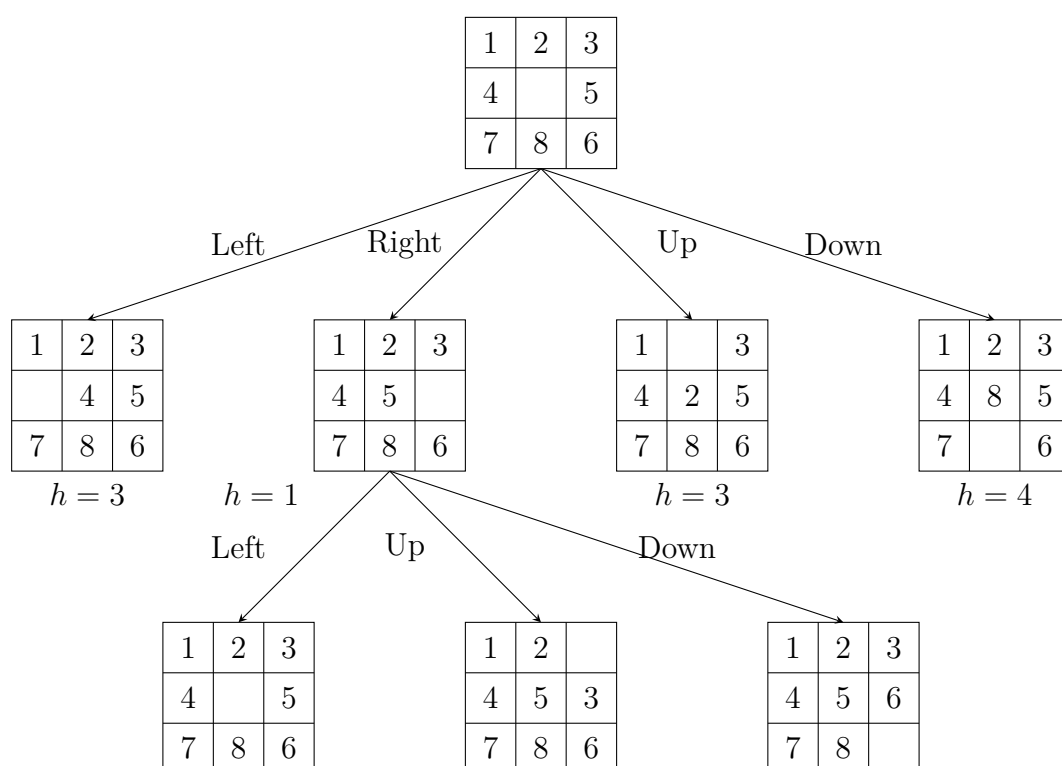 1 2 3
4 5
7 8 6
Left Right Up Down
1 2 3 1 2 3 1 3 1 2 3
4 5 4 5 4 2 5 4 8 5
7 8 6 7 8 6 7 8 6 7 6
h = 3 h = 1 h = 3 h = 4
Left Up Down
1 2 3 1 2 1 2 3
4 5 4 5 3 4 5 6
7 8 6 7 8 6 7 8